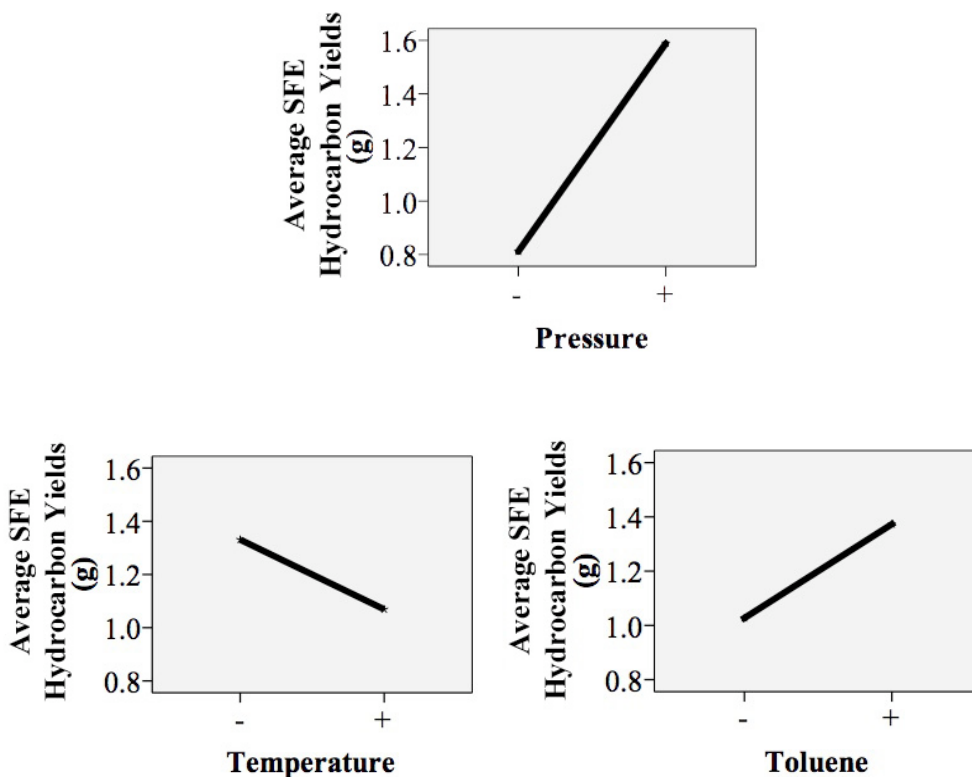 Average SFE
Hydrocarbon Yields
(g)
1.6
1.4
1.2
1.0
0.8
- +
Pressure
Average SFE
Hydrocarbon Yields
(g)
1.6
1.4
1.2
1.0
0.8
- +
Temperature
Average SFE
Hydrocarbon Yields
(g)
1.6
1.4
1.2
1.0
0.8
- +
Toluene